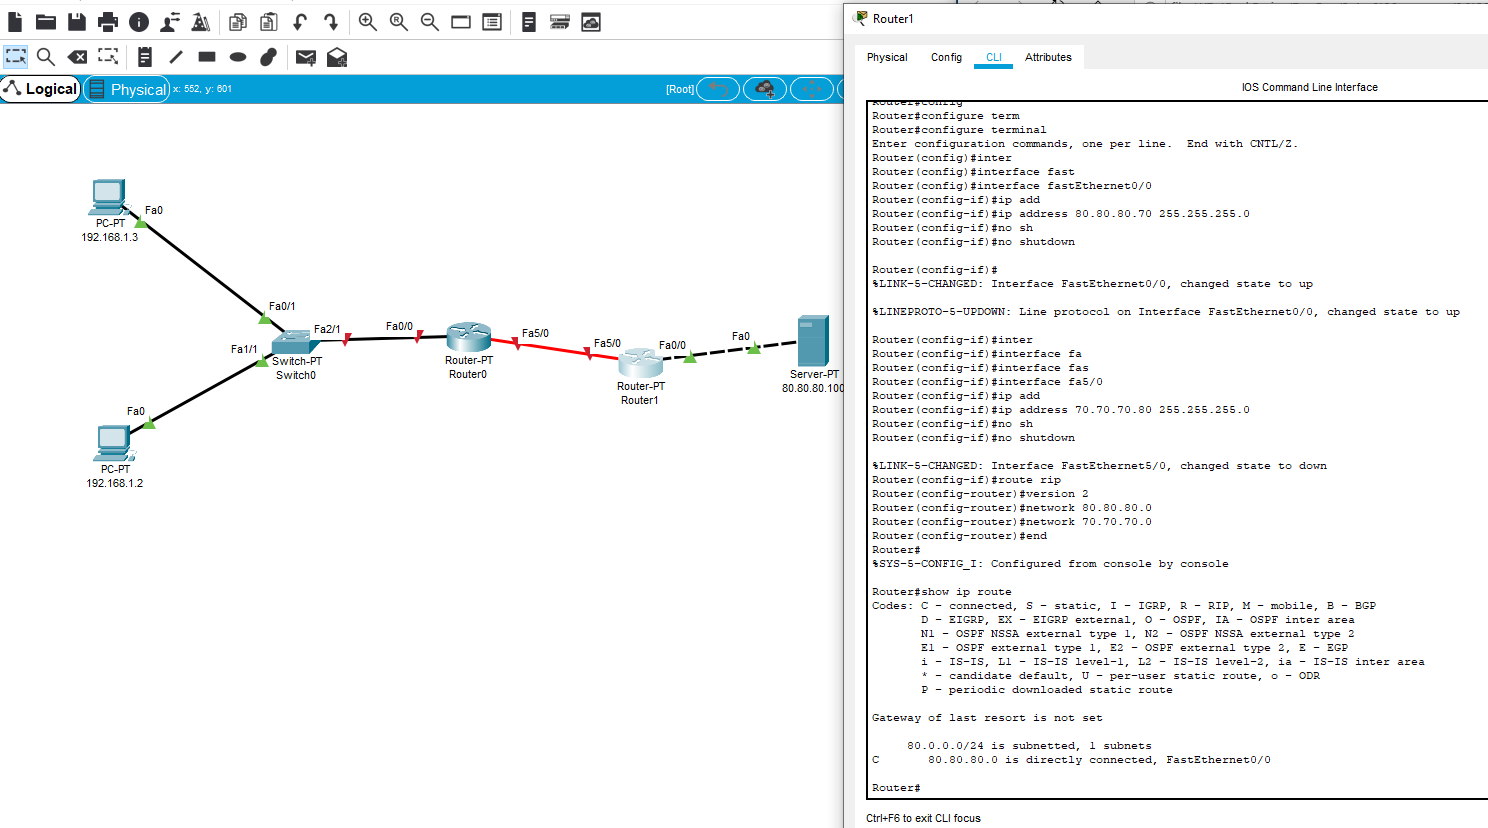 Logical
Physical
x: 552, y: 601
[Root]
Fa0
PC-PT
192.168.1.3
Fa0/1
Fa2/1
Fa0/0
Fa5/0
Fa1/1
Switch-PT
Switch0
Router-PT
Router0
Fa5/0
Fa0/0
Fa0
Router-PT
Router1
Server-PT
80.80.80.100
Fa0
PC-PT
192.168.1.2
Router1
Physical Config CLI Attributes
IOS Command Line Interface
Router#config
Router#configure term
Router#configure terminal
Enter configuration commands, one per line.  End with CNTL/Z.
Router(config)#inter
Router(config)#interface fast
Router(config)#interface fastEthernet0/0
Router(config-if)#ip add
Router(config-if)#ip address 80.80.80.70 255.255.255.0
Router(config-if)#no sh
Router(config-if)#no shutdown
Router(config-if)#
%LINK-5-CHANGED: Interface FastEthernet0/0, changed state to up
%LINEPROTO-5-UPDOWN: Line protocol on Interface FastEthernet0/0, changed state to up
Router(config-if)#inter
Router(config-if)#interface fa
Router(config-if)#interface fas
Router(config-if)#interface fa5/0
Router(config-if)#ip add
Router(config-if)#ip address 70.70.70.80 255.255.255.0
Router(config-if)#no sh
Router(config-if)#no shutdown
%LINK-5-CHANGED: Interface FastEthernet5/0, changed state to down
Router(config-if)#route rip
Router(config-router)#version 2
Router(config-router)#network 80.80.80.0
Router(config-router)#network 70.70.70.0
Router(config-router)#end
Router#
%SYS-5-CONFIG_I: Configured from console by console
Router#show ip route
Codes: C - connected, S - static, I - IGRP, R - RIP, M - mobile, B - BGP
D - EIGRP, EX - EIGRP external, O - OSPF, IA - OSPF inter area
N1 - OSPF NSSA external type 1, N2 - OSPF NSSA external type 2
E1 - OSPF external type 1, E2 - OSPF external type 2, E - EGP
i - IS-IS, L1 - IS-IS level-1, L2 - IS-IS level-2, ia - IS-IS inter area
* - candidate default, U - per-user static route, o - ODR
P - periodic downloaded static route
Gateway of last resort is not set
80.0.0.0/24 is subnetted, 1 subnets
C 80.80.80.0 is directly connected, FastEthernet0/0
Router#
Ctrl+F6 to exit CLI focus